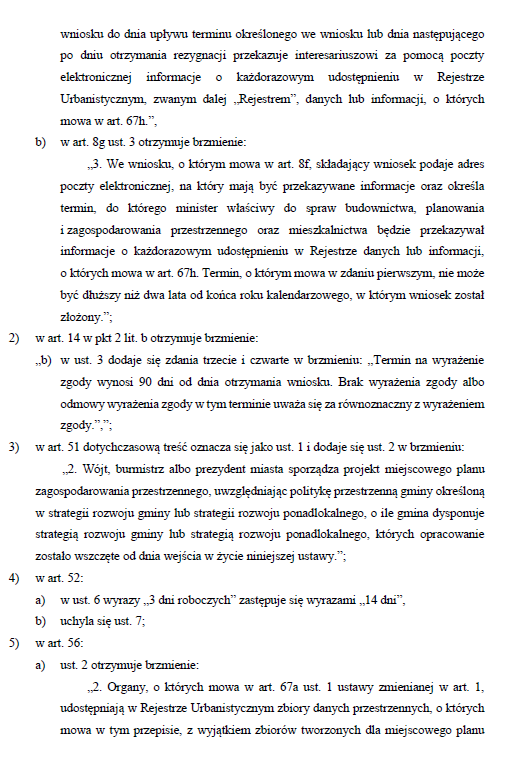 wniosku do dnia upływu terminu określonego we wniosku lub dnia następującego
po dniu otrzymania rezygnacji przekazuje interesariuszowi za pomocą poczty
elektronicznej informacje o każdorazowym udostępnieniu w Rejestrze
Urbanistycznym, zwanym dalej „Rejestrem”, danych lub informacji, o których
mowa w art. 67h.”,
b) w art. 8g ust. 3 otrzymuje brzmienie:
„3. We wniosku, o którym mowa w art. 8f, składający wniosek podaje adres
poczty elektronicznej, na który mają być przekazywane informacje oraz określa
termin, do którego minister właściwy do spraw budownictwa, planowania
i zagospodarowania przestrzennego oraz mieszkalnictwa będzie przekazywał
informacje o każdorazowym udostępnieniu w Rejestrze danych lub informacji,
o których mowa w art. 67h. Termin, o którym mowa w zdaniu pierwszym, nie może
być dłuższy niż dwa lata od końca roku kalendarzowego, w którym wniosek został
złożony.”;
2) w art. 14 w pkt 2 lit. b otrzymuje brzmienie:
„b) w ust. 3 dodaje się zdania trzecie i czwarte w brzmieniu: „Termin na wyrażenie
zgody wynosi 90 dni od dnia otrzymania wniosku. Brak wyrażenia zgody albo
odmowy wyrażenia zgody w tym terminie uważa się za równoznaczny z wyrażeniem
zgody.”,”;
3) w art. 51 dotychczasową treść oznacza się jako ust. 1 i dodaje się ust. 2 w brzmieniu:
„2. Wójt, burmistrz albo prezydent miasta sporządza projekt miejscowego planu
zagospodarowania przestrzennego, uwzględniając politykę przestrzenną gminy określoną
w strategii rozwoju gminy lub strategii rozwoju ponadlokalnego, o ile gmina dysponuje
strategią rozwoju gminy lub strategią rozwoju ponadlokalnego, których opracowanie
zostało wszczęte od dnia wejścia w życie niniejszej ustawy.”;
4) w art. 52:
a) w ust. 6 wyrazy „3 dni roboczych” zastępuje się wyrazami „14 dni”,
b) uchyla się ust. 7;
5) w art. 56:
a) ust. 2 otrzymuje brzmienie:
„2. Organy, o których mowa w art. 67a ust. 1 ustawy zmienianej w art. 1,
udostępniają w Rejestrze Urbanistycznym zbiory danych przestrzennych, o których
mowa w tym przepisie, z wyjątkiem zbiorów tworzonych dla miejscowego planu